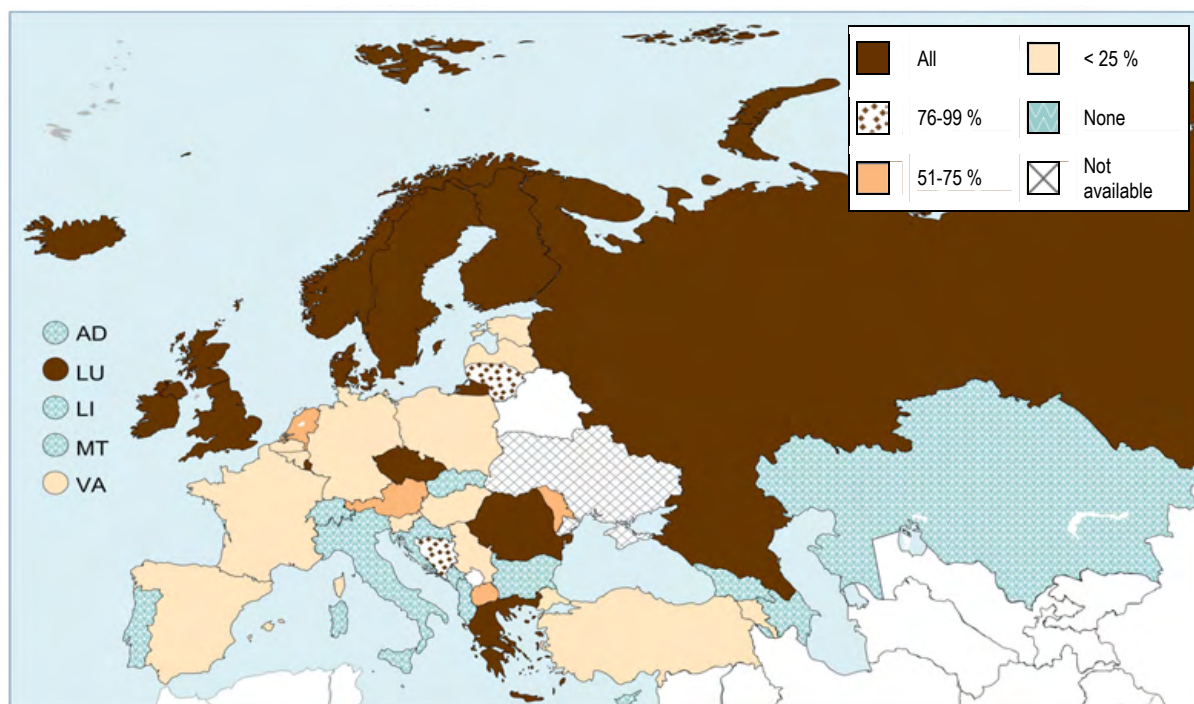 All
< 25 %
76-99 %
None
51-75 %
Not
available
AD
LU
LI
MT
VA